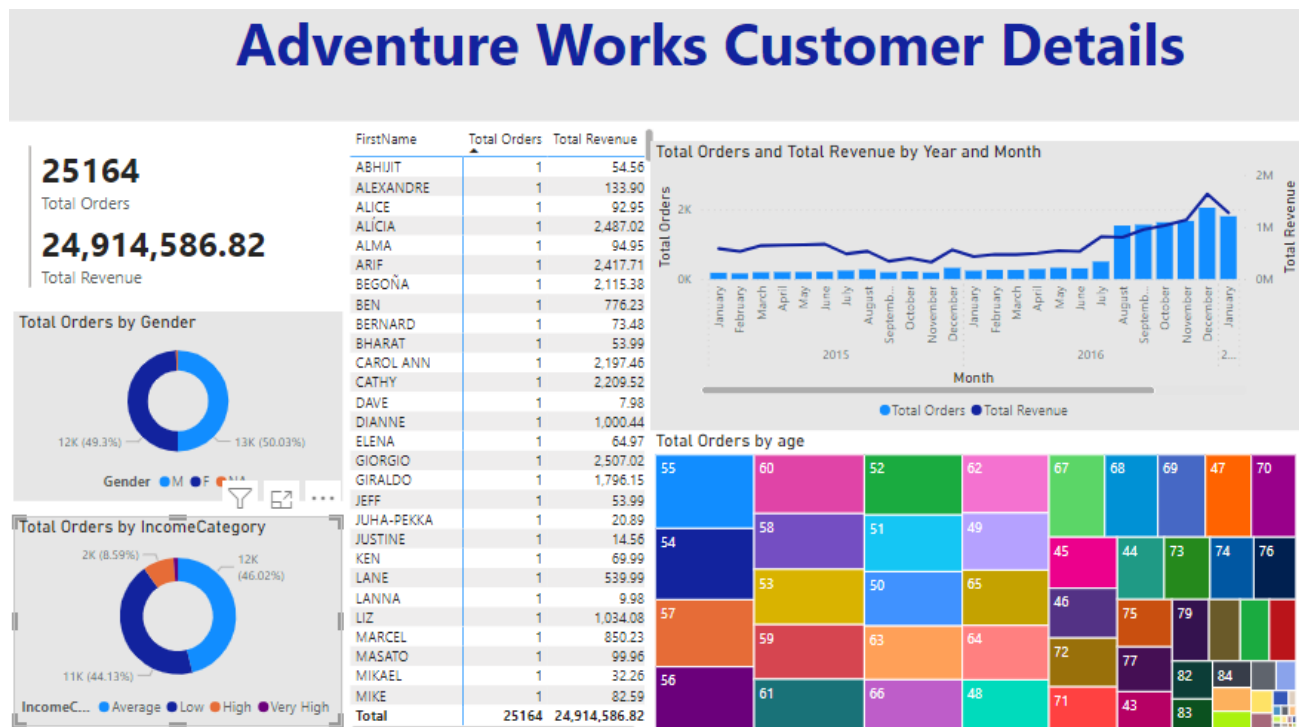 Adventure Works Customer Details
25164
Total Orders
24,914,586.82
Total Revenue
Total Orders by Gender
12K (49.3%)
13K (50.03%)
Gender M F
Total Orders by IncomeCategory
2K (8.59%)
12K
(46.02%)
11K (44.13%)
IncomeC... Average Low High Very High
FirstName Total Orders Total Revenue
ABHIJIT 1 54.56
ALEXANDRE 1 133.90
ALICE 1 92.95
ALÍCIA 1 2,487.02
ALMA 1 94.95
ARIF 1 2,417.71
BEGOÑA 1 2,115.38
BEN 1 776.23
BERNARD 1 73.48
BHARAT 1 53.99
CAROL ANN 1 2,197.46
CATHY 1 2,209.52
DAVE 1 7.98
DIANNE 1 1,000.44
ELENA 1 64.97
GIORGIO 1 2,507.02
GIRALDO 1 1,796.15
JEFF 1 53.99
JUHA-PEKKA 1 20.89
JUSTINE 1 14.56
KEN 1 69.99
LANE 1 539.99
LANNA 1 9.98
LIZ 1 1,034.08
MARCEL 1 850.23
MASATO 1 99.96
MIKAEL 1 32.26
MIKE 1 82.59
Total 25164 24,914,586.82
Total Orders and Total Revenue by Year and Month
Total Orders
2K
0K
2M
1M
0M
Total Revenue
January February March April May June July August Septemb... October November December January February March April May June July August Septemb... October November December January
2015 2016 2...
Month
Total Orders Total Revenue
Total Orders by age
55 60 52 62 67 68 69 47 70
54 58 51 49 45 44 73 74 76
57 53 50 65 46 75 79
59 63 64 72 77 82 84
56 61 66 48 71 43 83